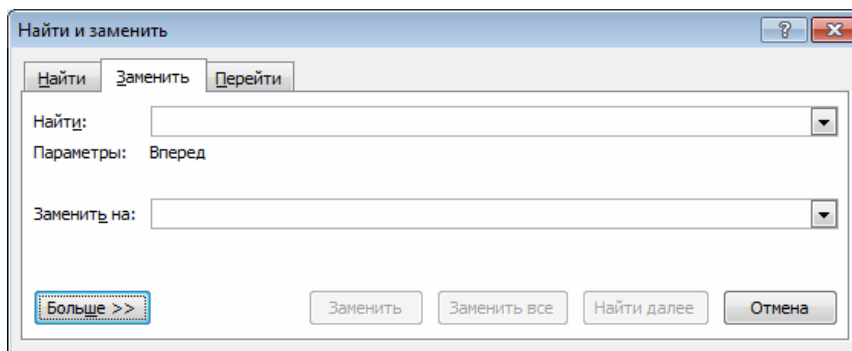 Найти и заменить
Найти Заменить Перейти
Найти:
Параметры: Вперед
Заменить на:
Больше >> Заменить Заменить все Найти далее Отмена